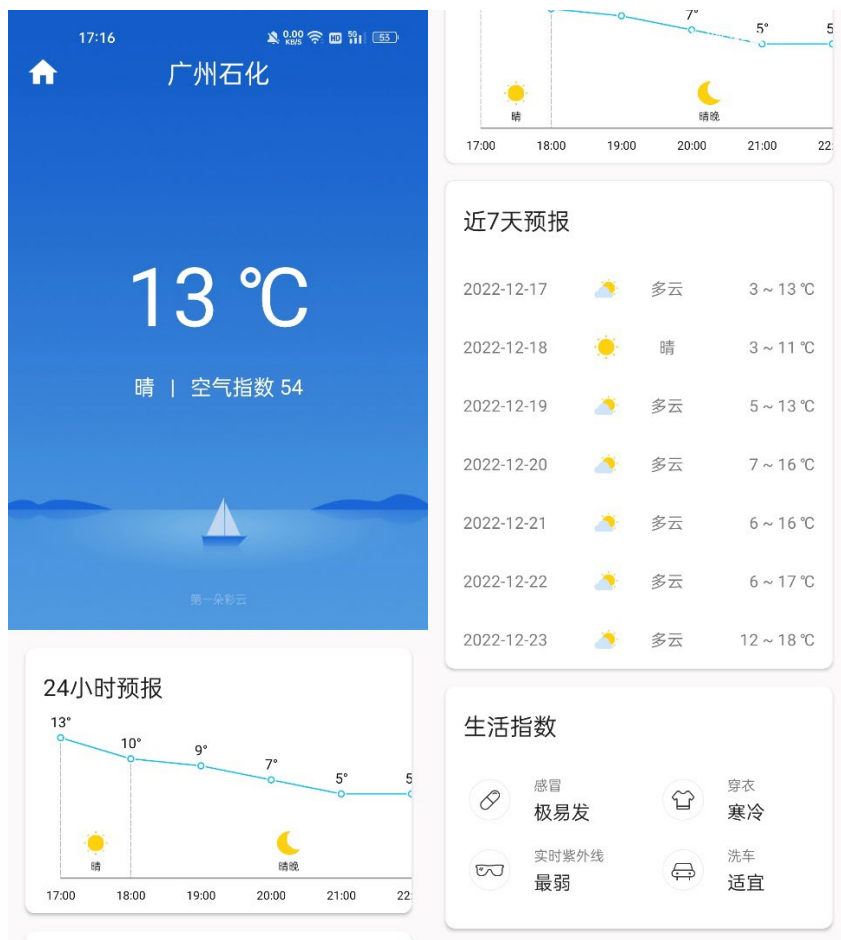 17:16
0.00
KB/S
HD
5G
53
广州石化
13 ℃
晴 | 空气指数 54
第一朵彩云
24小时预报
13°
10°
9°
7°
5°
5
晴
晴晚
17:00 18:00 19:00 20:00 21:00 22:
7°
5°
5
晴
晴晚
17:00 18:00 19:00 20:00 21:00 22:
近7天预报
2022-12-17 多云 3 ~ 13 ℃
2022-12-18 晴 3 ~ 11 ℃
2022-12-19 多云 5 ~ 13 ℃
2022-12-20 多云 7 ~ 16 ℃
2022-12-21 多云 6 ~ 16 ℃
2022-12-22 多云 6 ~ 17 ℃
2022-12-23 多云 12 ~ 18 ℃
生活指数
感冒
极易发
穿衣
寒冷
实时紫外线
最弱
洗车
适宜